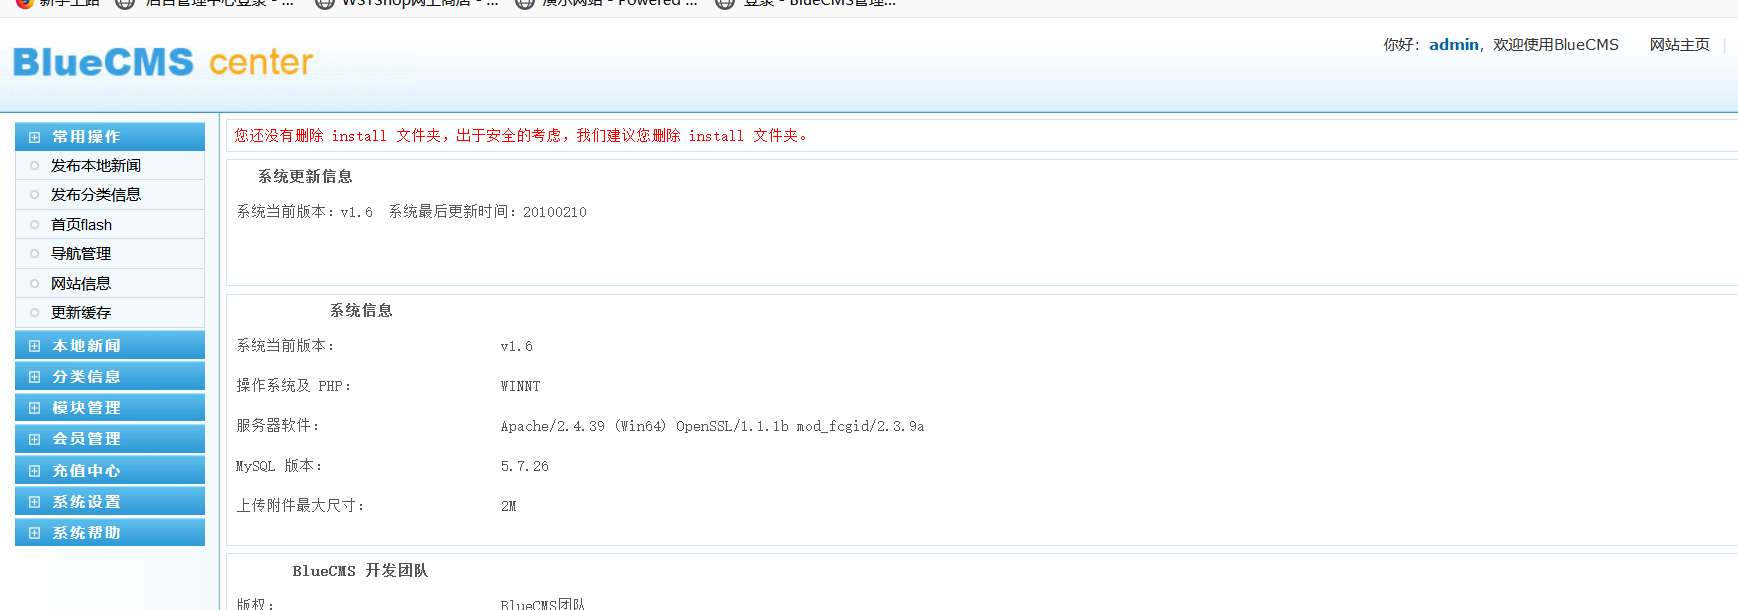 新手上路 后台管理中心登录 - ... WSTShop网上商店 - ... 演示网站 - Powered ... 登录 - BlueCMS管理...
BlueCMS center
你好：admin，欢迎使用BlueCMS 网站主页
常用操作
发布本地新闻
发布分类信息
首页flash
导航管理
网站信息
更新缓存
本地新闻
分类信息
模块管理
会员管理
充值中心
系统设置
系统帮助
您还没有删除 install 文件夹，出于安全的考虑，我们建议您删除 install 文件夹。
系统更新信息
系统当前版本：v1.6 系统最后更新时间：20100210
系统信息
系统当前版本： v1.6
操作系统及 PHP： WINNT
服务器软件： Apache/2.4.39 (Win64) OpenSSL/1.1.1b mod_fcgid/2.3.9a
MySQL 版本： 5.7.26
上传附件最大尺寸： 2M
BlueCMS 开发团队
版权： BlueCMS团队